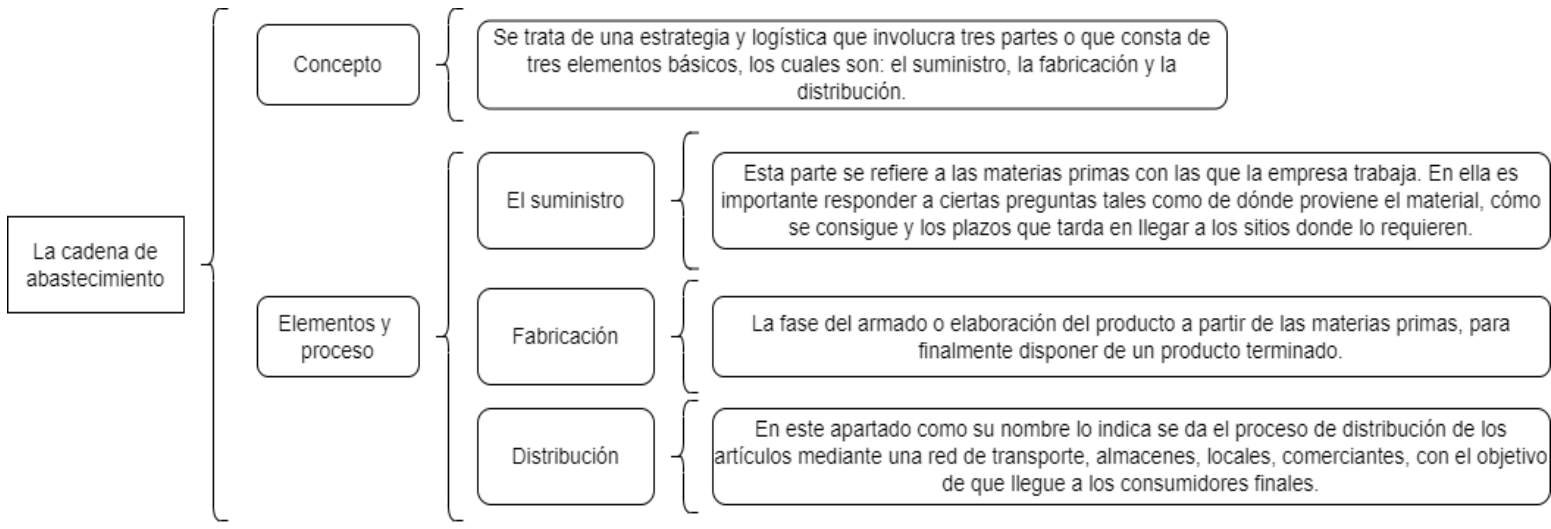 La cadena de
abastecimiento
Concepto
Se trata de una estrategia y logística que involucra tres partes o que consta de
tres elementos básicos, los cuales son: el suministro, la fabricación y la
distribución.
Elementos y
proceso
El suministro
Esta parte se refiere a las materias primas con las que la empresa trabaja. En ella es
importante responder a ciertas preguntas tales como de dónde proviene el material, cómo
se consigue y los plazos que tarda en llegar a los sitios donde lo requieren.
Fabricación
La fase del armado o elaboración del producto a partir de las materias primas, para
finalmente disponer de un producto terminado.
Distribución
En este apartado como su nombre lo indica se da el proceso de distribución de los
artículos mediante una red de transporte, almacenes, locales, comerciantes, con el objetivo
de que llegue a los consumidores finales.